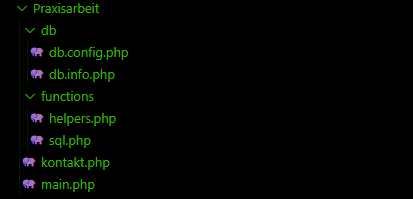 Praxisarbeit
db
db.config.php
db.info.php
functions
helpers.php
sql.php
kontakt.php
main.php